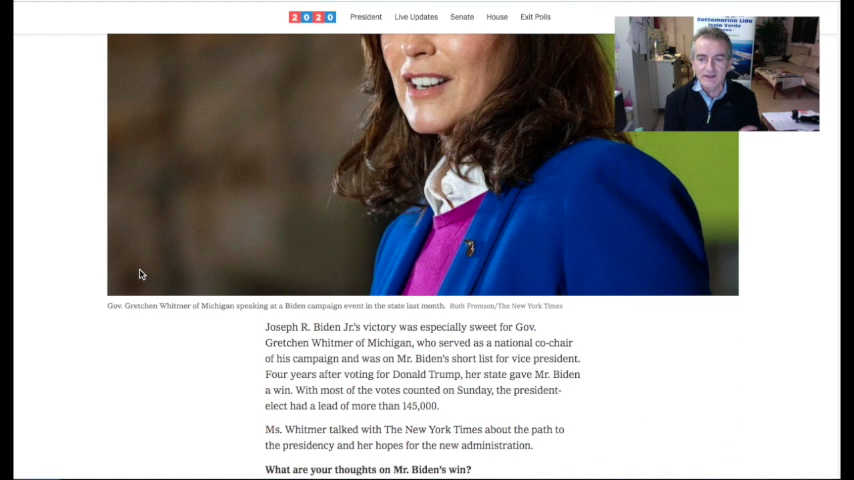 2020 President Live Updates Senate House Exit Polls
Sottomarina Lido
Isola Verde
Gov. Gretchen Whitmer of Michigan speaking at a Biden campaign event in the state last month. Ruth Fremson/The New York Times
Joseph R. Biden Jr.'s victory was especially sweet for Gov.
Gretchen Whitmer of Michigan, who served as a national co-chair
of his campaign and was on Mr. Biden's short list for vice president.
Four years after voting for Donald Trump, her state gave Mr. Biden
a win. With most of the votes counted on Sunday, the president-
elect had a lead of more than 145,000.
Ms. Whitmer talked with The New York Times about the path to
the presidency and her hopes for the new administration.
What are your thoughts on Mr. Biden's win?